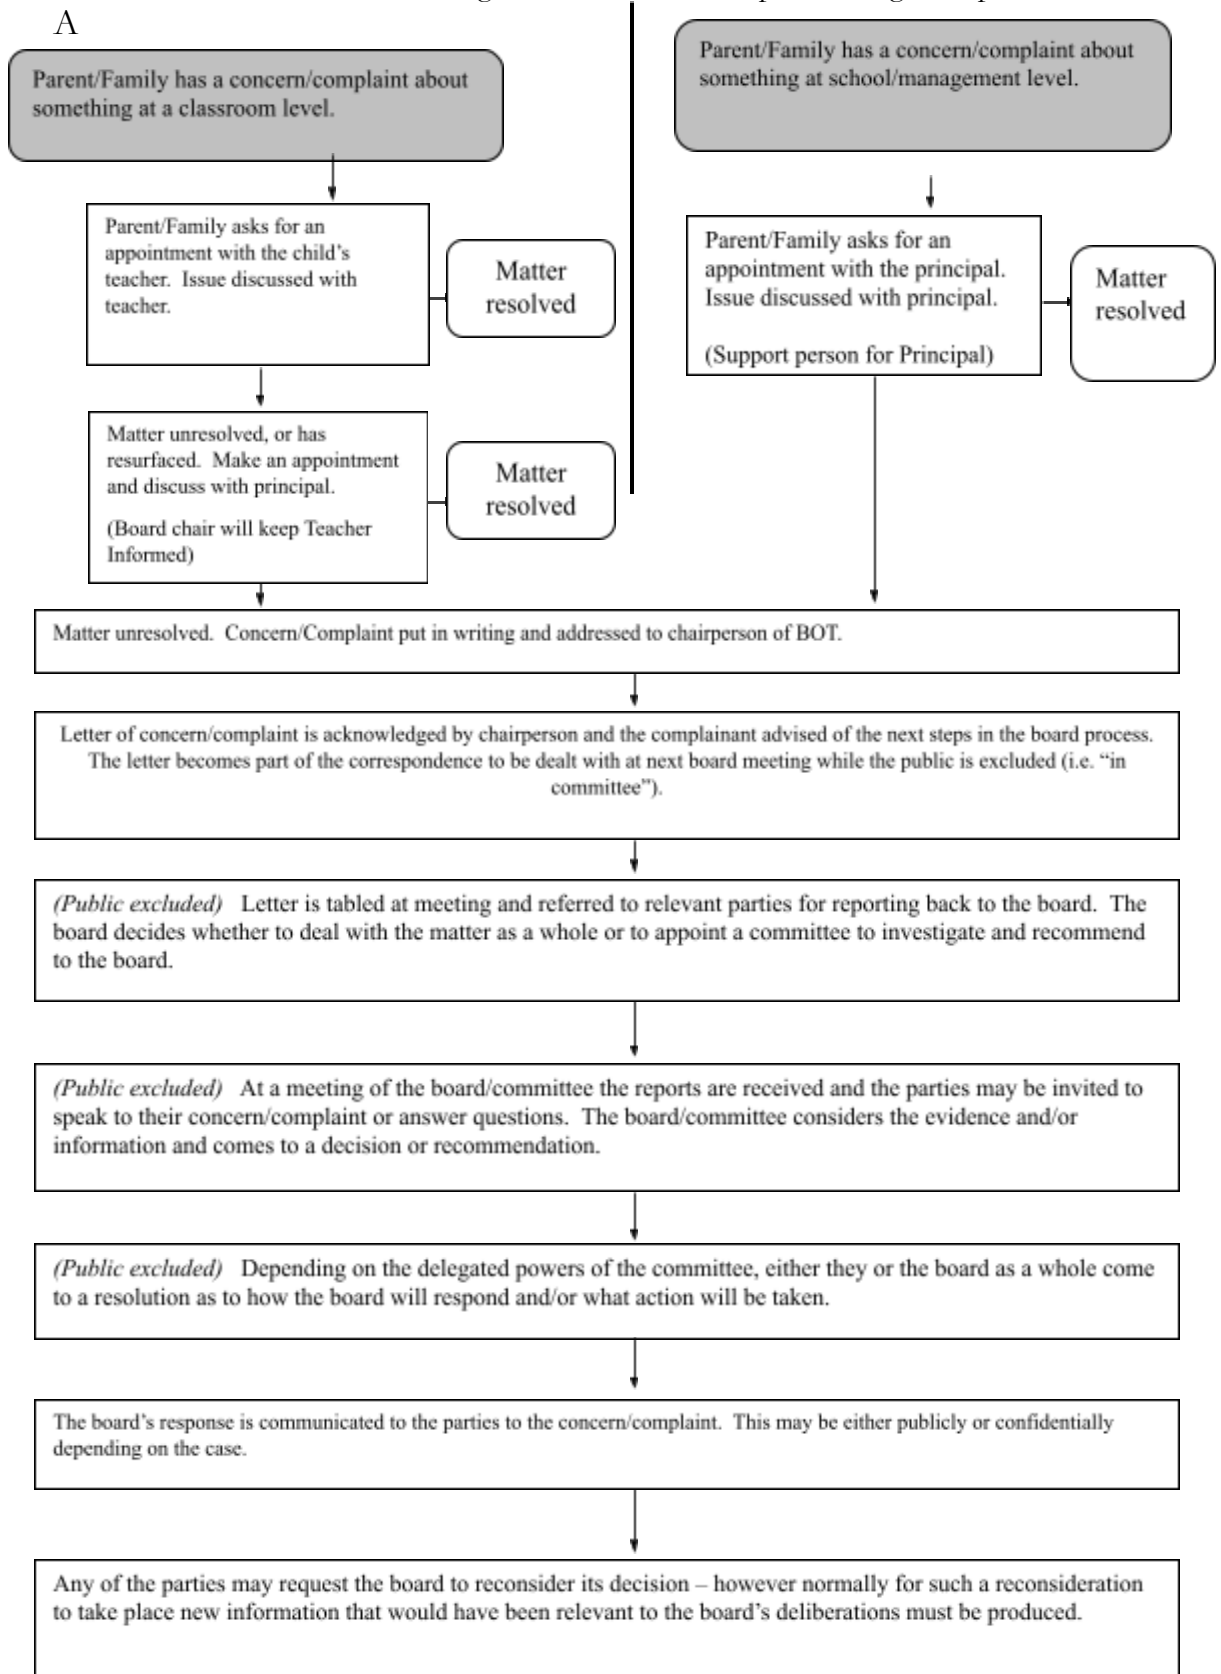 A
Parent/Family has a concern/complaint about
something at a classroom level.
Parent/Family asks for an
appointment with the child's
teacher. Issue discussed with
teacher.
Matter
resolved
Matter unresolved, or has
resurfaced. Make an appointment
and discuss with principal.
(Board chair will keep Teacher
Informed)
Matter
resolved
Parent/Family has a concern/complaint about
something at school/management level.
Parent/Family asks for an
appointment with the principal.
Issue discussed with principal.
(Support person for Principal)
Matter
resolved
Matter unresolved. Concern/Complaint put in writing and addressed to chairperson of BOT.
Letter of concern/complaint is acknowledged by chairperson and the complainant advised of the next steps in the board process.
The letter becomes part of the correspondence to be dealt with at next board meeting while the public is excluded (i.e. “in
committee”).
(Public excluded) Letter is tabled at meeting and referred to relevant parties for reporting back to the board. The
board decides whether to deal with the matter as a whole or to appoint a committee to investigate and recommend
to the board.
(Public excluded) At a meeting of the board/committee the reports are received and the parties may be invited to
speak to their concern/complaint or answer questions. The board/committee considers the evidence and/or
information and comes to a decision or recommendation.
(Public excluded) Depending on the delegated powers of the committee, either they or the board as a whole come
to a resolution as to how the board will respond and/or what action will be taken.
The board’s response is communicated to the parties to the concern/complaint. This may be either publicly or confidentially
depending on the case.
Any of the parties may request the board to reconsider its decision – however normally for such a reconsideration
to take place new information that would have been relevant to the board’s deliberations must be produced.